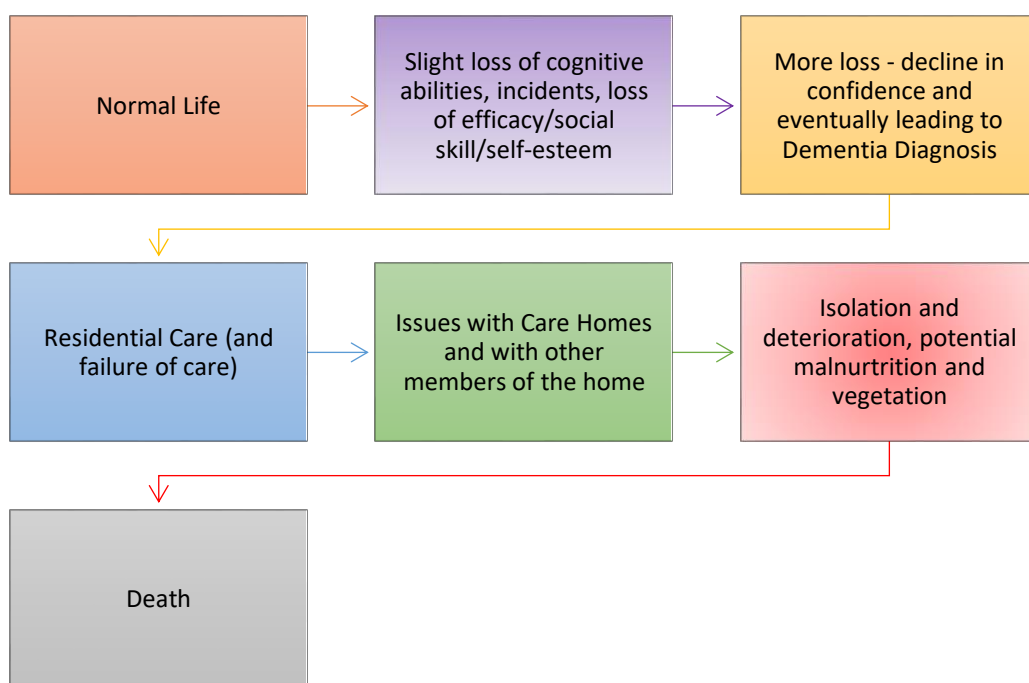 Normal Life
Slight loss of cognitive
abilities, incidents, loss
of efficacy/social
skill/self-esteem
More loss - decline in
confidence and
eventually leading to
Dementia Diagnosis
Residential Care (and
failure of care)
Issues with Care Homes
and with other
members of the home
Isolation and
deterioration, potential
malnurtrition and
vegetation
Death